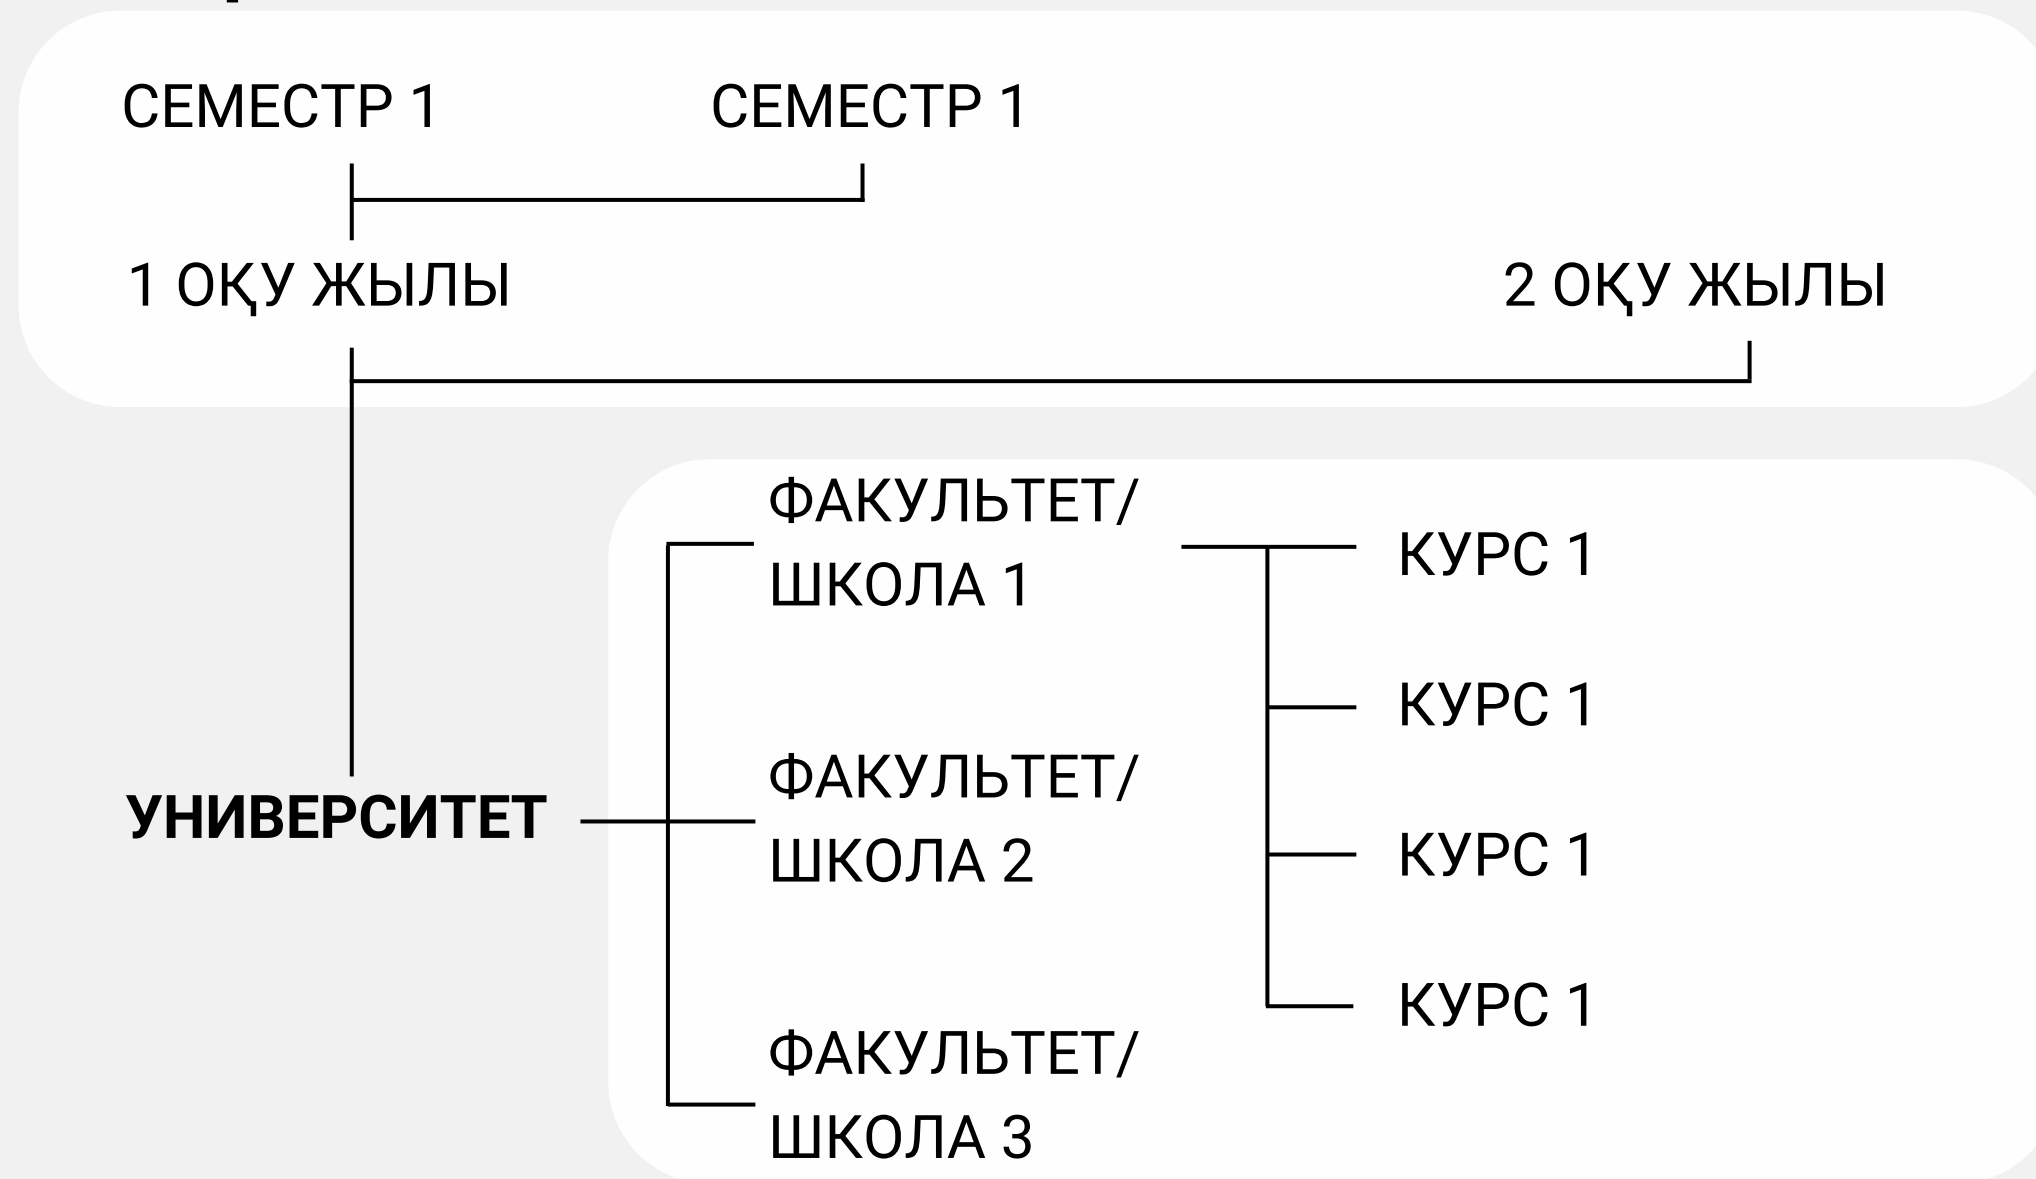 СЕМЕСТР 1
СЕМЕСТР 1
1 ОҚУ ЖЫЛЫ
2 ОҚУ ЖЫЛЫ
ФАКУЛЬТЕТ/
ШКОЛА 1
КУРС 1
КУРС 1
ФАКУЛЬТЕТ/
ШКОЛА 2
УНИВЕРСИТЕТ
КУРС 1
КУРС 1
ФАКУЛЬТЕТ/
ШКОЛА 3